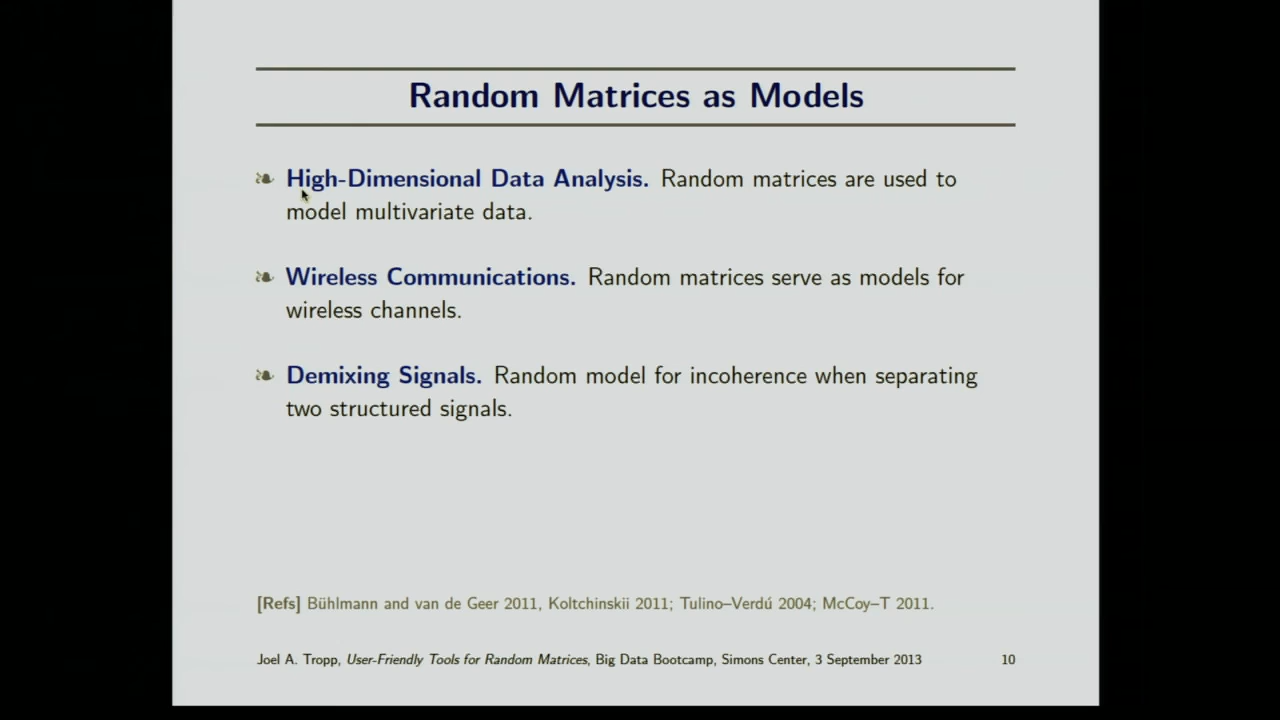 Random Matrices as Models
High-Dimensional Data Analysis. Random matrices are used to
model multivariate data.
Wireless Communications. Random matrices serve as models for
wireless channels.
Demixing Signals. Random model for incoherence when separating
two structured signals.
[Refs] Bühlmann and van de Geer 2011, Koltchinskii 2011; Tulino–Verdú 2004; McCoy–T 2011.
Joel A. Tropp, User-Friendly Tools for Random Matrices, Big Data Bootcamp, Simons Center, 3 September 2013 10